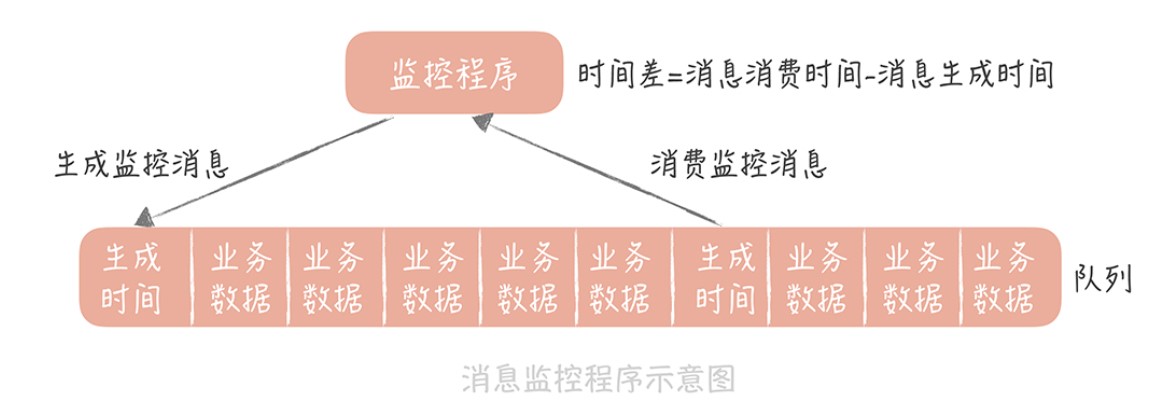 监控程序
时间差=消息消费时间-消息生成时间
生成监控消息
消费监控消息
生成 业务 业务 业务 业务 业务 生成 业务 业务 业务
时间 数据 数据 数据 数据 数据 时间 数据 数据 数据
队列
消息监控程序示意图